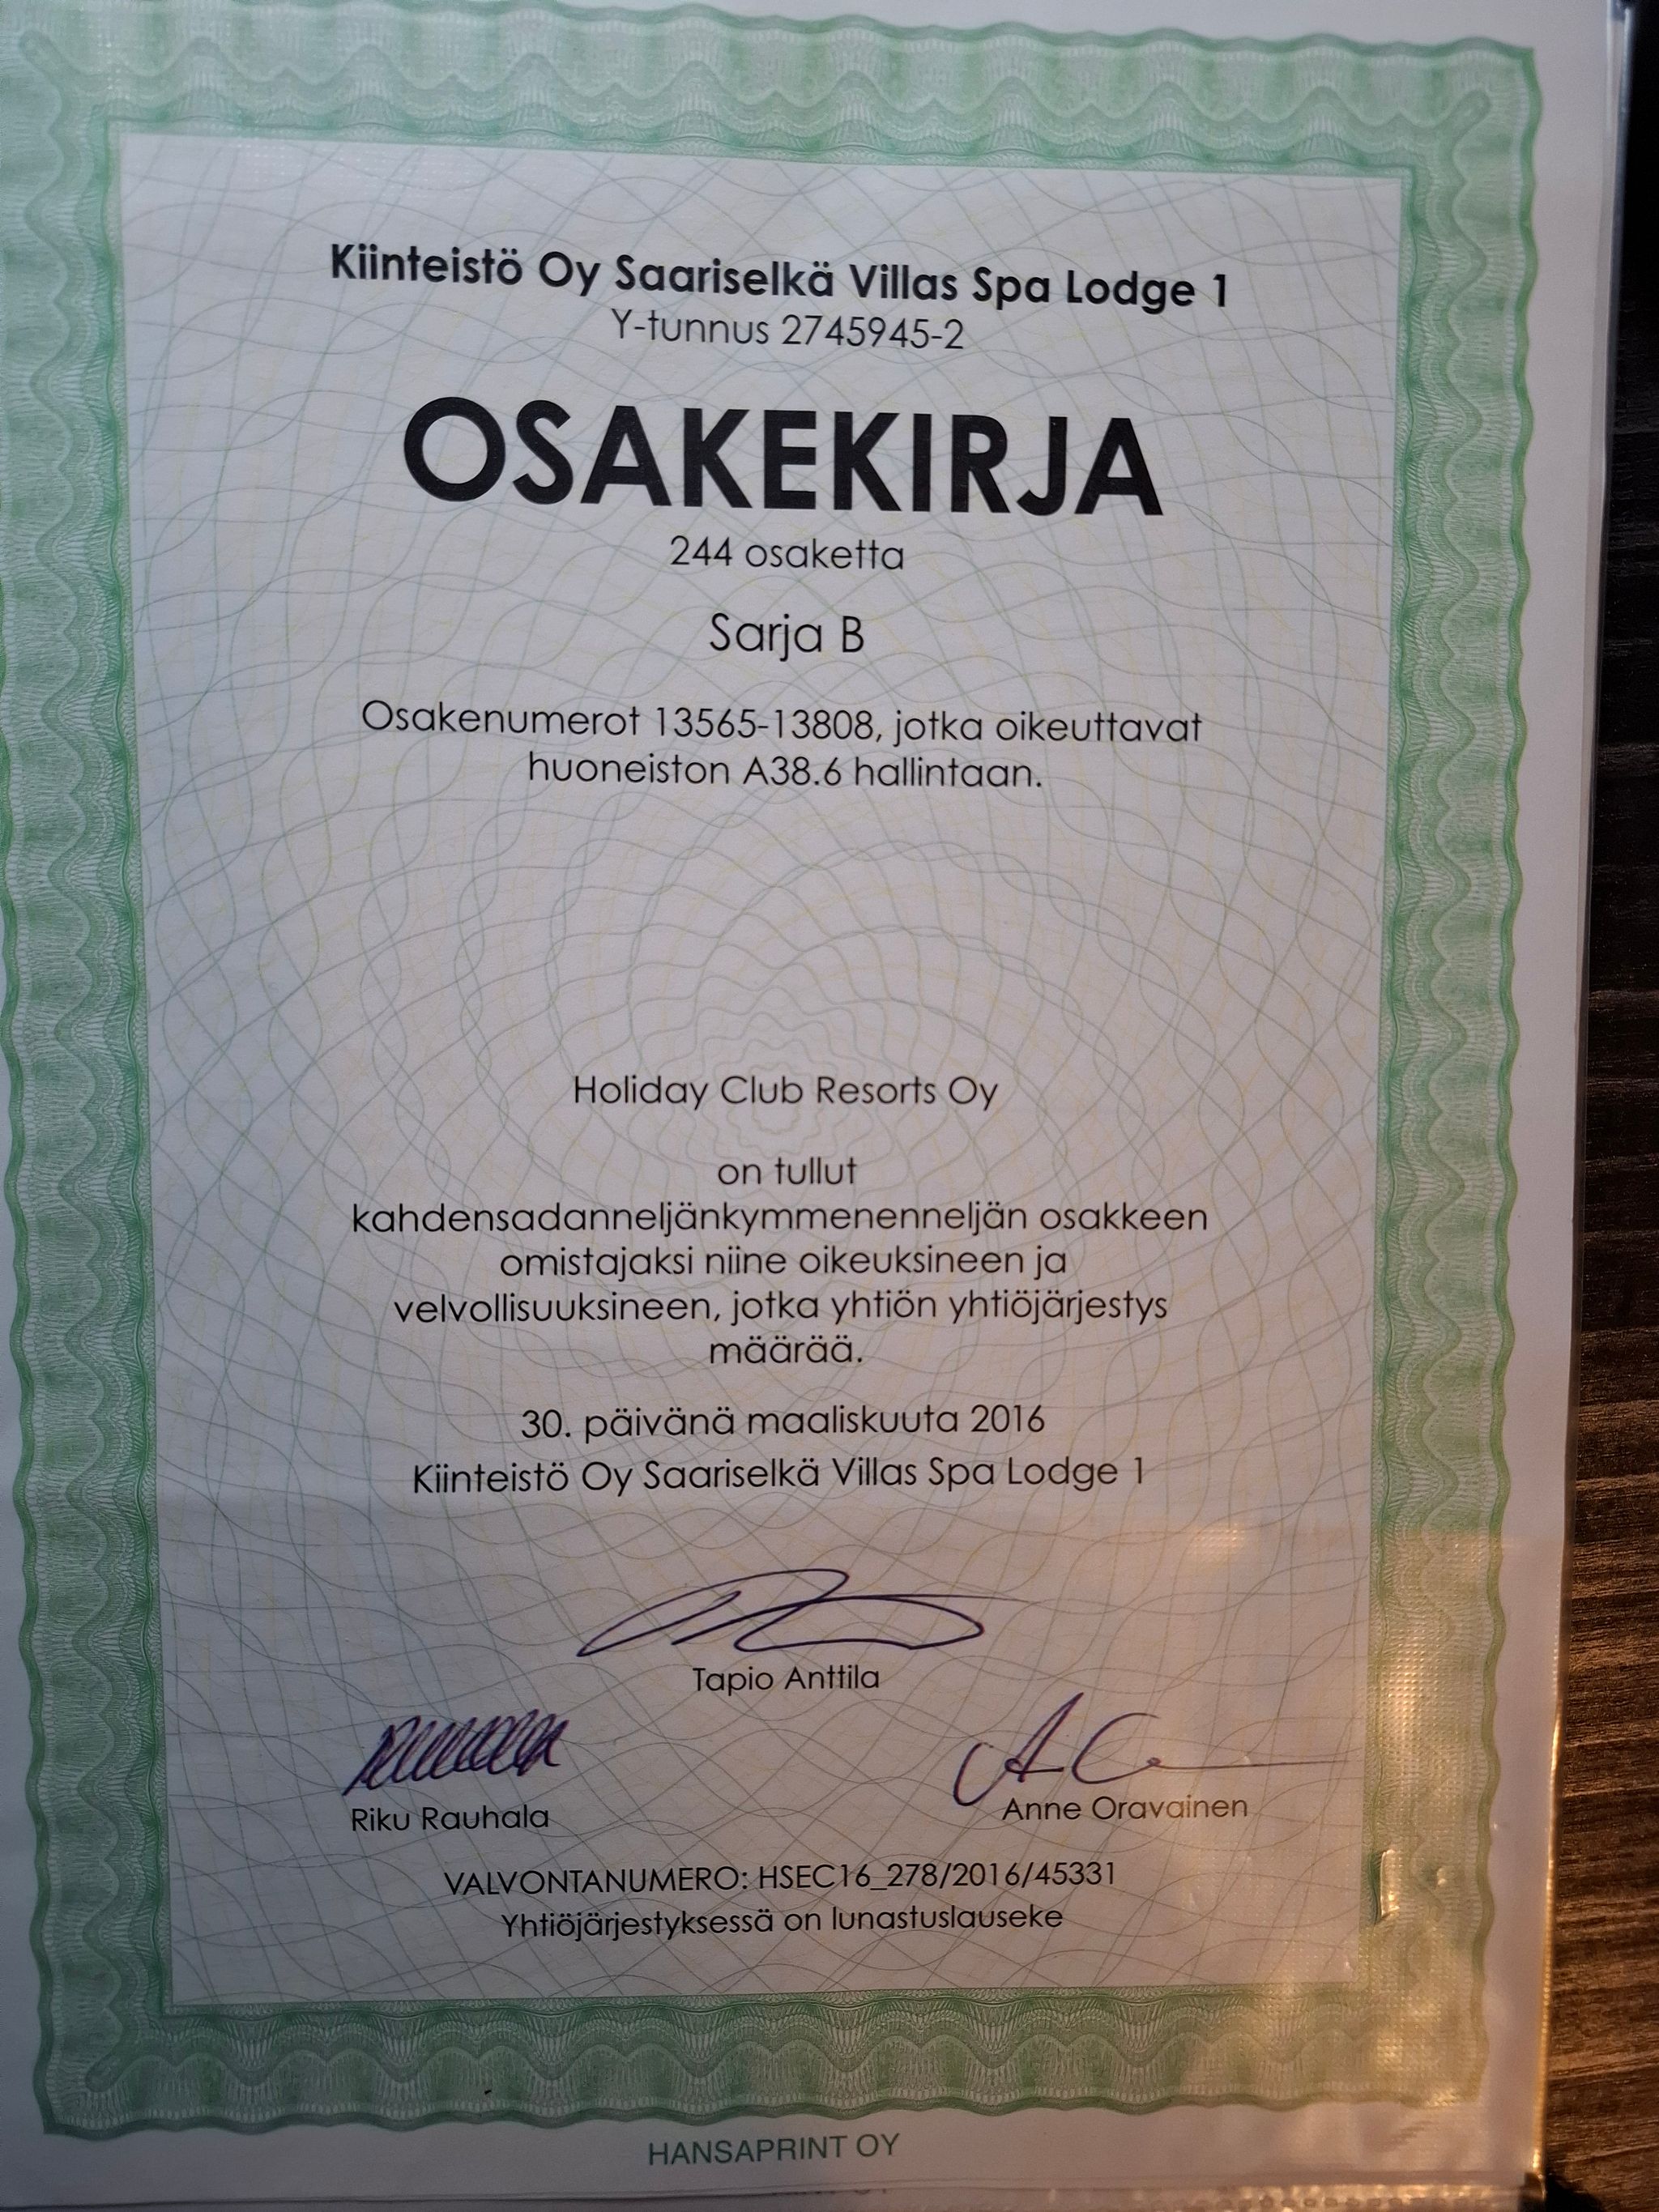 Kiinteistö Oy Saariselkä Villas Spa Lodge 1
Y-tunnus 2745945-2
OSAKEKIRJA
244 osaketta
Sarja B
Osakenumerot 13565-13808, jotka oikeuttavat
huoneiston A38.6 hallintaan.
Holiday Club Resorts Oy
on tullut
kahdensadanneljänkymmenenneljän osakkeen
omistajaksi niine oikeuksineen ja
velvollisuuksineen, jotka yhtiön yhtiöjärjestys
määrää.
30. päivänä maaliskuuta 2016
Kiinteistö Oy Saariselkä Villas Spa Lodge 1
Tapio Anttila
Riku Rauhala
Anne Oravainen
VALVONTANUMERO: HSEC16_278/2016/45331
Yhtiöjärjestyksessä on lunastuslauseke
HANSAPRINT OY